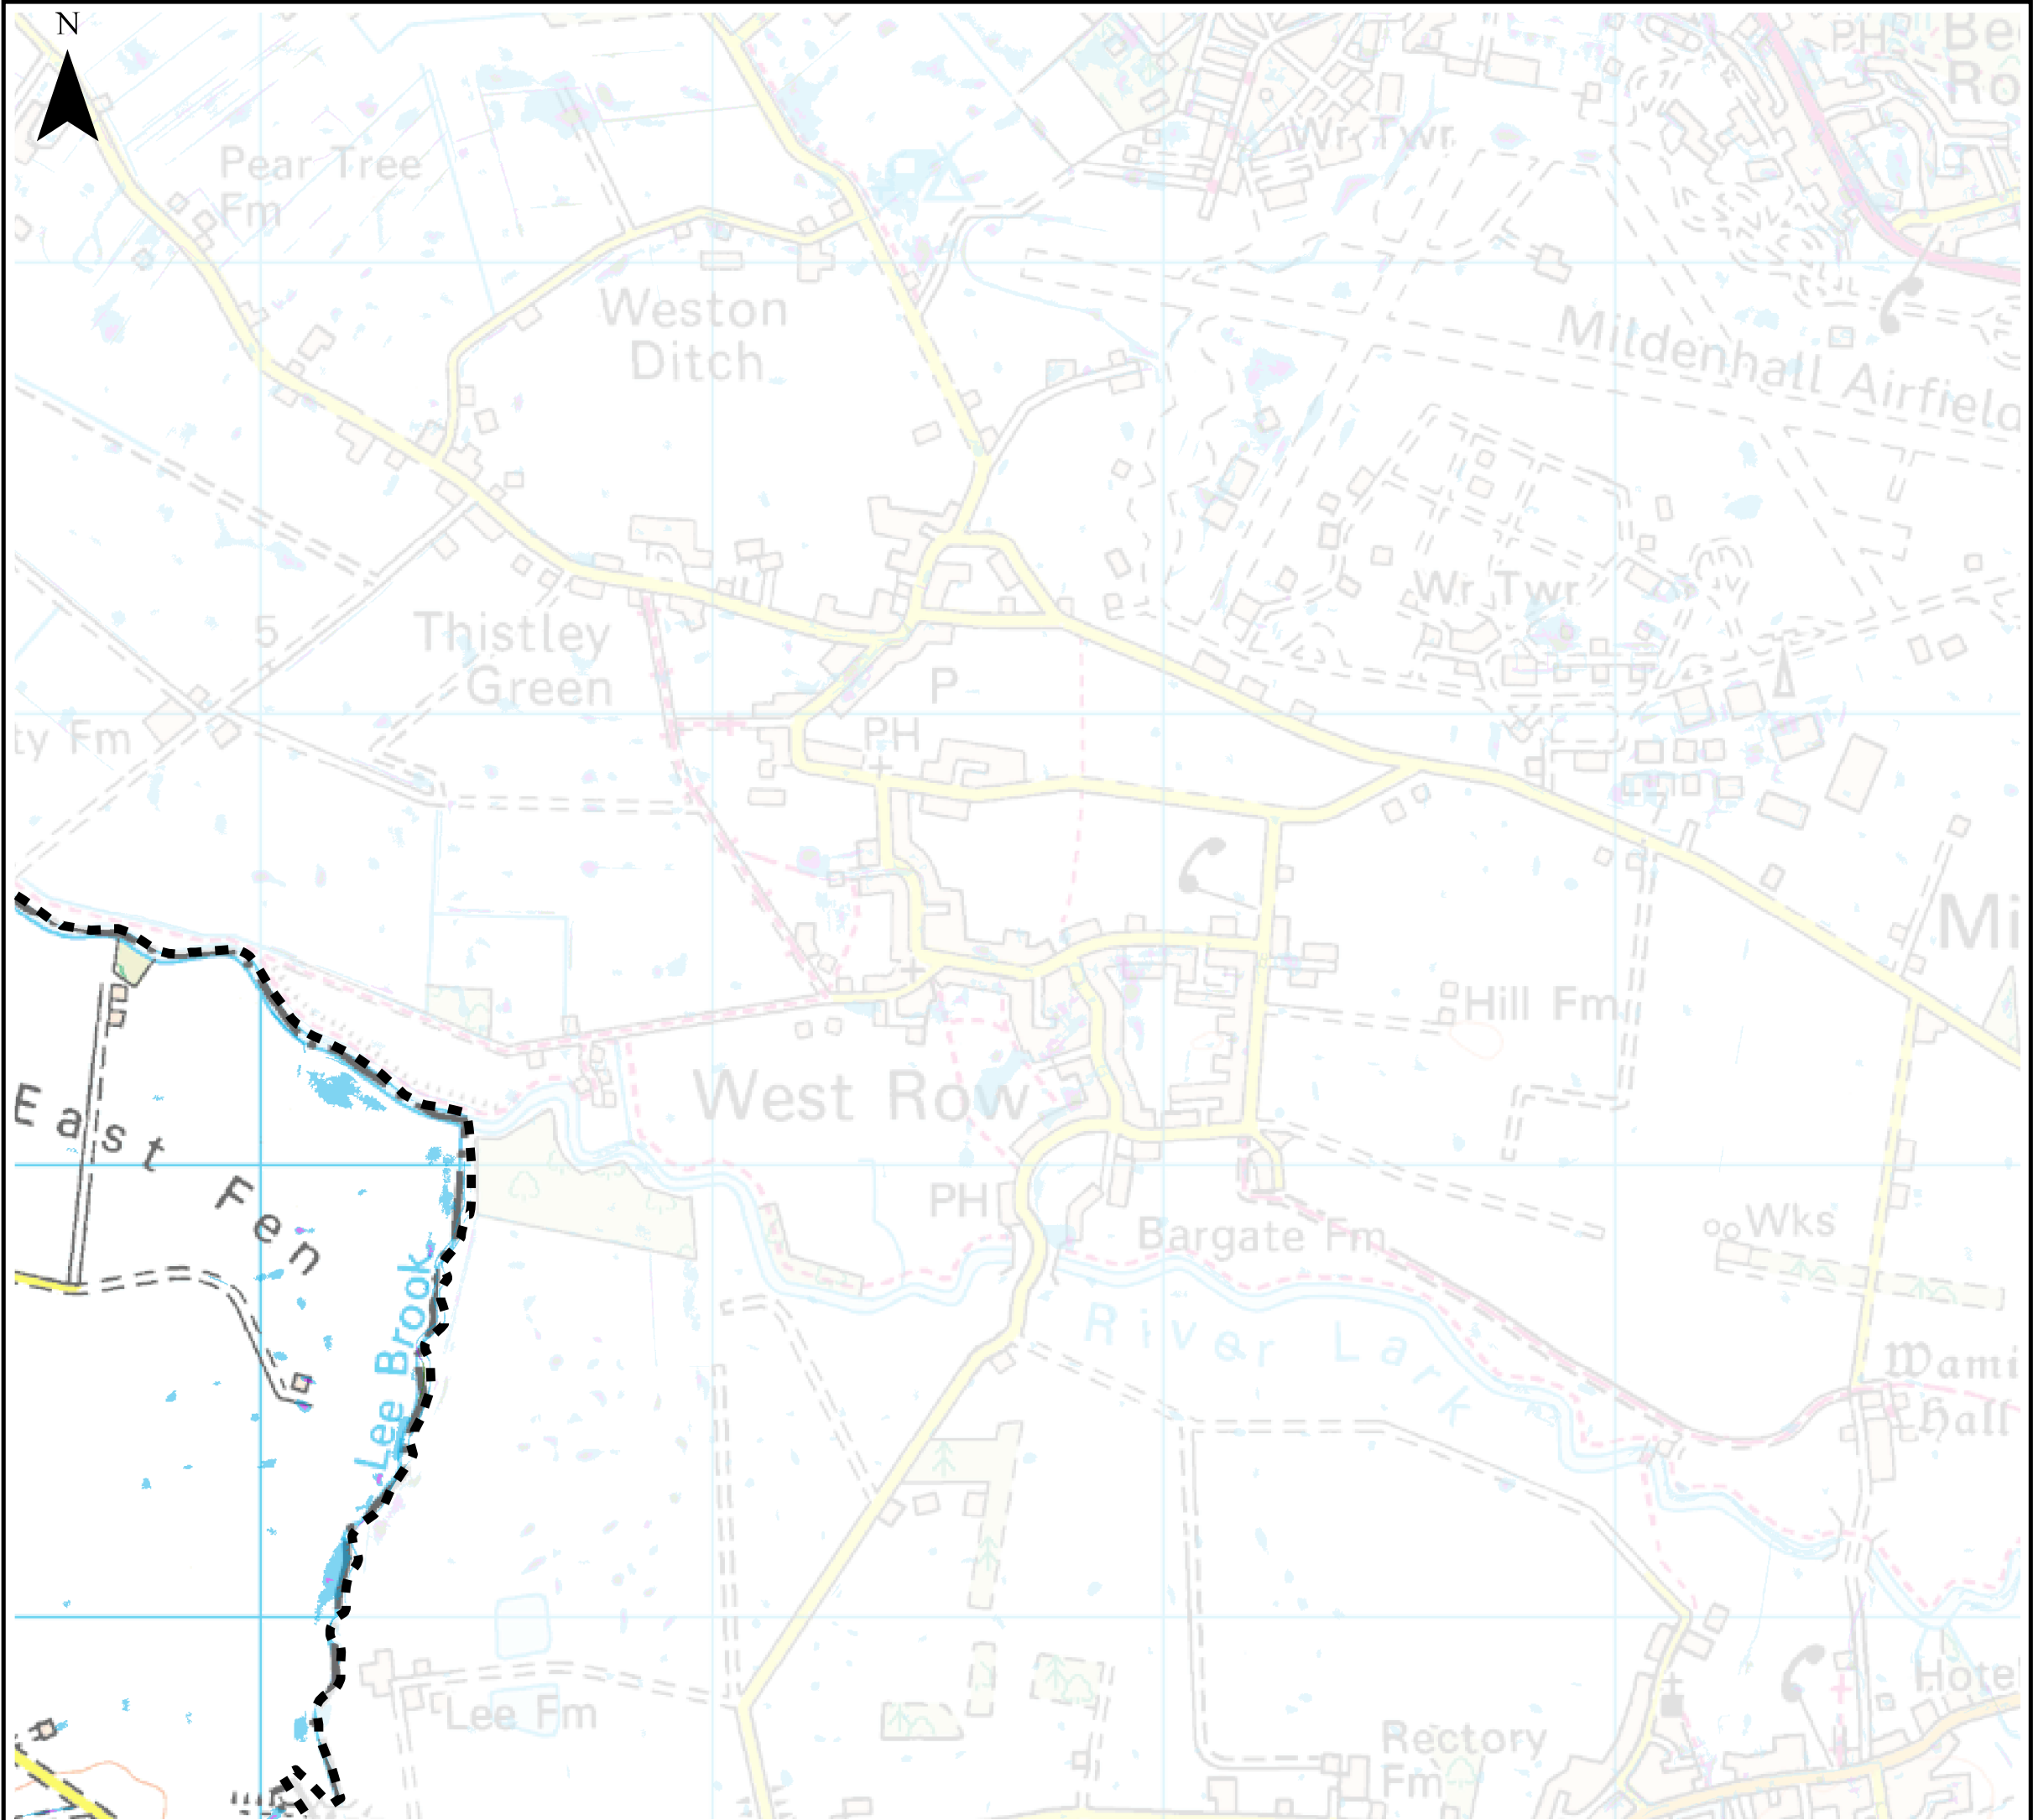 N
PH
Be
Ro
Pear Tree
Fm
Wr Twr
Weston
Ditch
Mildenhall Airfield
Wr Twr
5
Thistley
Green
P
PH
ty Fm
Mi
Hill Fm
East Fen
West Row
PH
Bargate Fm
Wks
Lee Brook
River Lark
Wami
Hall
Lee Fm
Hote
Rectory
Fm